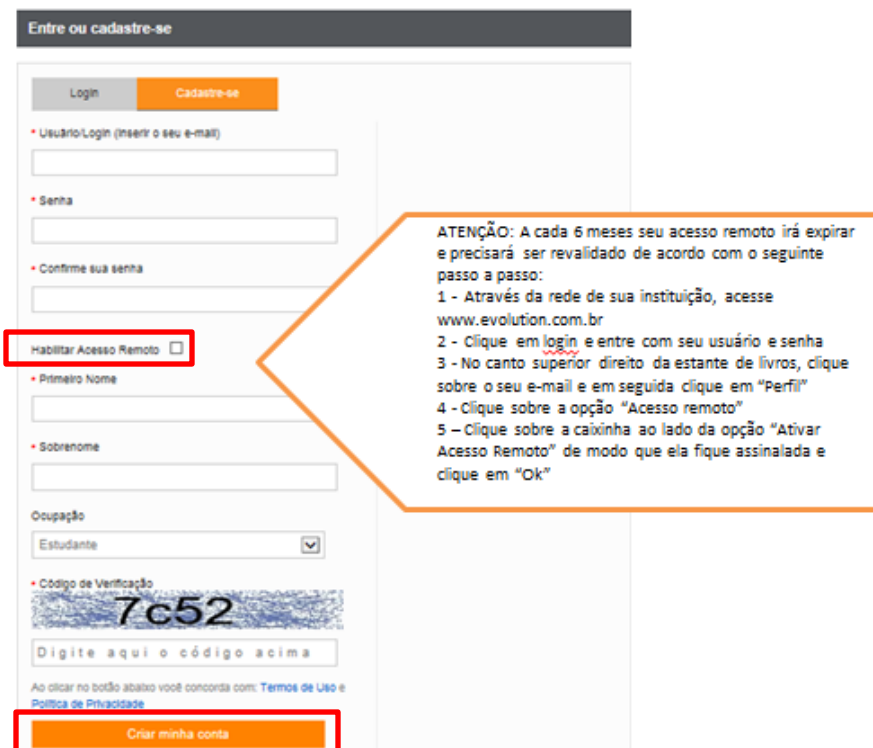 Entre ou cadastre-se
Login
Cadastre-se
* Usuário/Login (Inserir o seu e-mail)
* Senha
* Confirme sua senha
Habilitar Acesso Remoto
* Primeiro Nome
* Sobrenome
Ocupação
Estudante
* Código de Verificação
7c52
Digite aqui o código acima
Ao clicar no botão abaixo você concorda com: Termos de Uso e
Política de Privacidade
Criar minha conta
ATENÇÃO: A cada 6 meses seu acesso remoto irá expirar
e precisará ser revalidado de acordo com o seguinte
passo a passo:
1 - Através da rede de sua instituição, acesse
www.evolution.com.br
2 - Clique em login e entre com seu usuário e senha
3 - No canto superior direito da estante de livros, clique
sobre o seu e-mail e em seguida clique em “Perfil”
4 - Clique sobre a opção “Acesso remoto”
5 – Clique sobre a caixinha ao lado da opção “Ativar
Acesso Remoto” de modo que ela fique assinalada e
clique em “Ok”